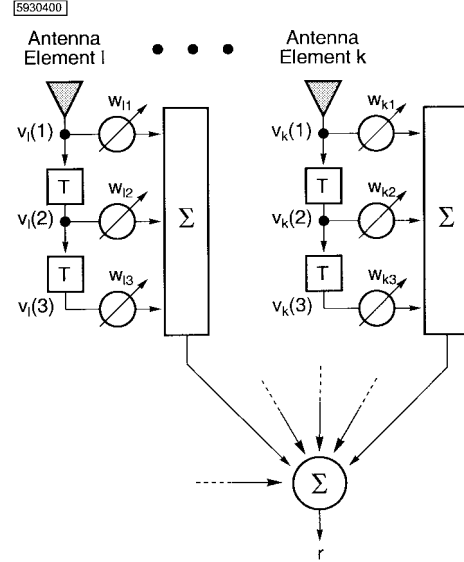 5930400
Antenna
Element l
Antenna
Element k
v_l(1)
w_l1
v_k(1)
w_k1
T
T
v_l(2)
w_l2
Σ
v_k(2)
w_k2
Σ
T
T
v_l(3)
w_l3
v_k(3)
w_k3
Σ
r